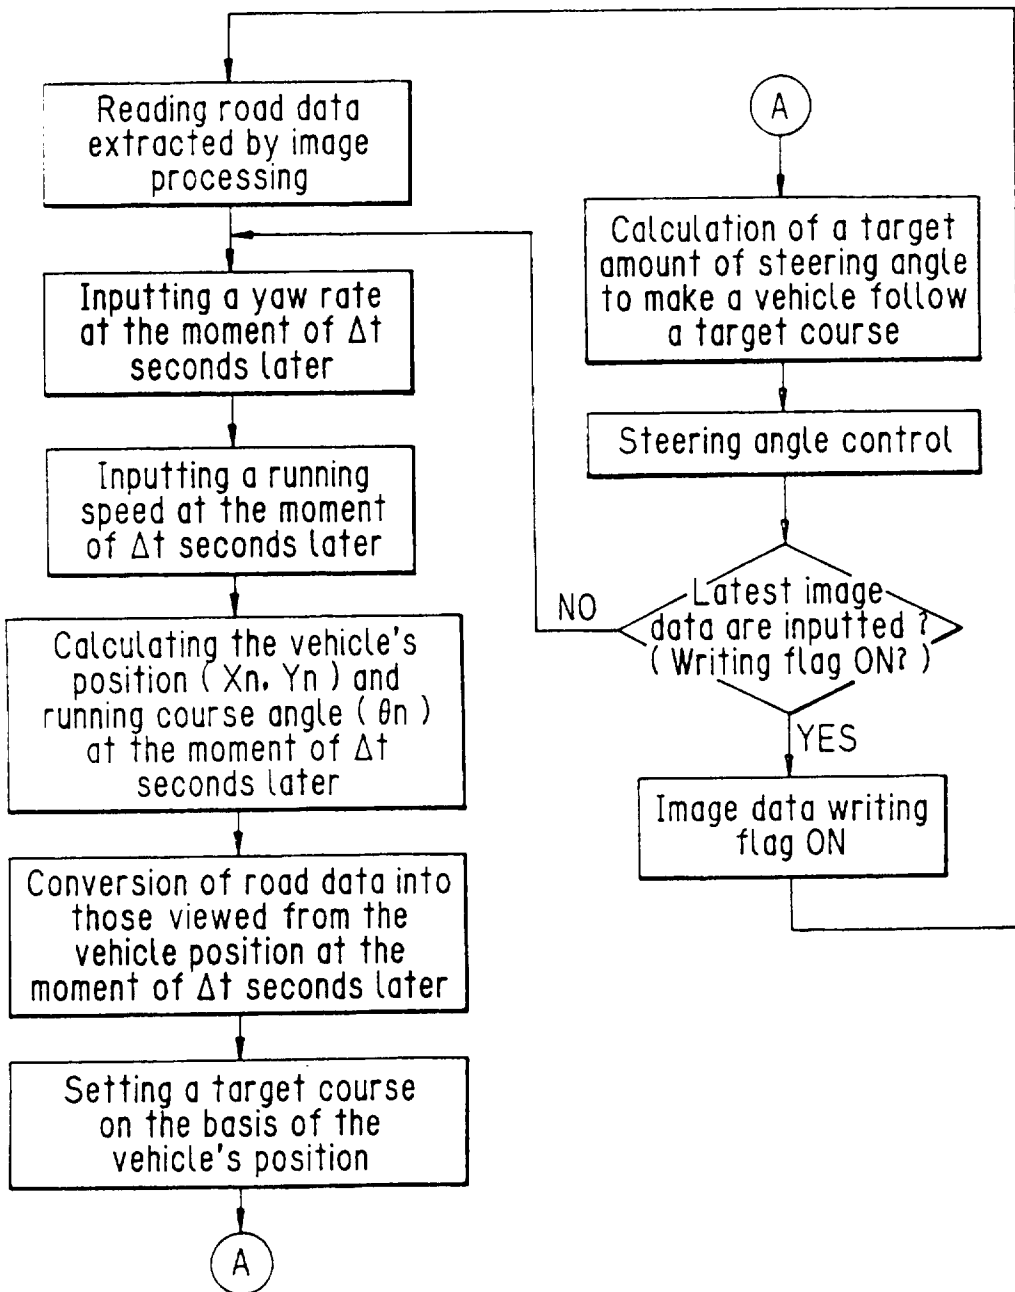 Reading road data
extracted by image
processing
Inputting a yaw rate
at the moment of Δt
seconds later
Inputting a running
speed at the moment
of Δt seconds later
Calculating the vehicle's
position ( Xn, Yn ) and
running course angle ( θn )
at the moment of Δt
seconds later
Conversion of road data into
those viewed from the
vehicle position at the
moment of Δt seconds later
Setting a target course
on the basis of the
vehicle's position
A
A
Calculation of a target
amount of steering angle
to make a vehicle follow
a target course
Steering angle control
Latest image
data are inputted ?
( Writing flag ON? )
NO
YES
Image data writing
flag ON